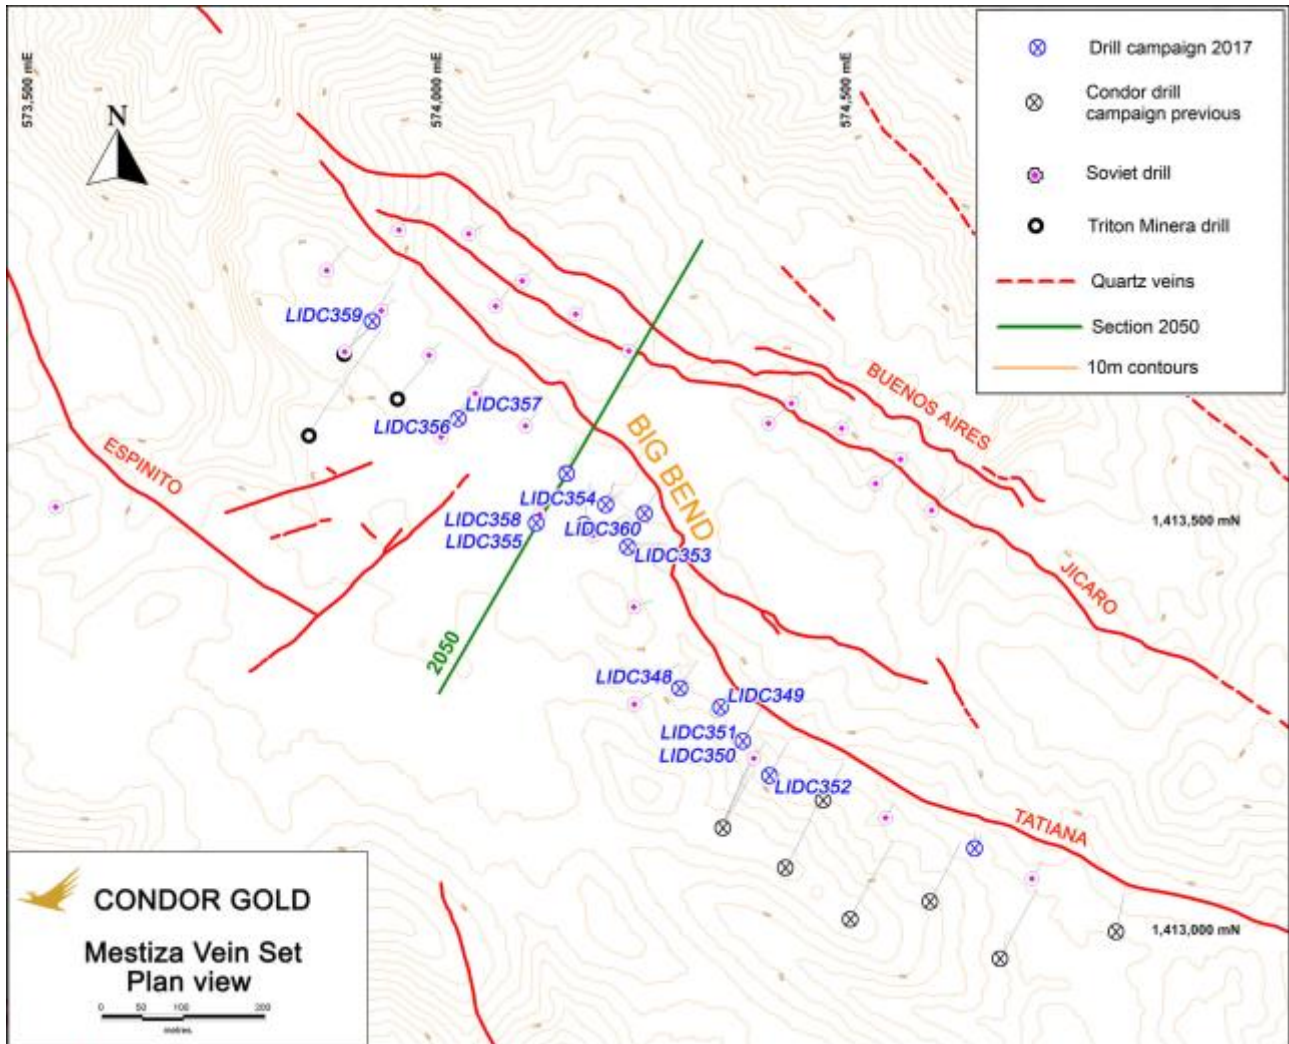 573,500 mE
574,000 mE
574,500 mE
N
Drill campaign 2017
Condor drill
campaign previous
Soviet drill
Triton Minera drill
Quartz veins
Section 2050
10m contours
LIDC359
LIDC357
LIDC356
BUENOS AIRES
BIG BEND
ESPINITO
LIDC354
LIDC358
LIDC360
LIDC355
LIDC353
1,413,500 mN
JICARO
2050
LIDC348
LIDC349
LIDC351
LIDC350
LIDC352
TATIANA
1,413,000 mN
CONDOR GOLD
Mestiza Vein Set
Plan view
0 50 100 200
metres